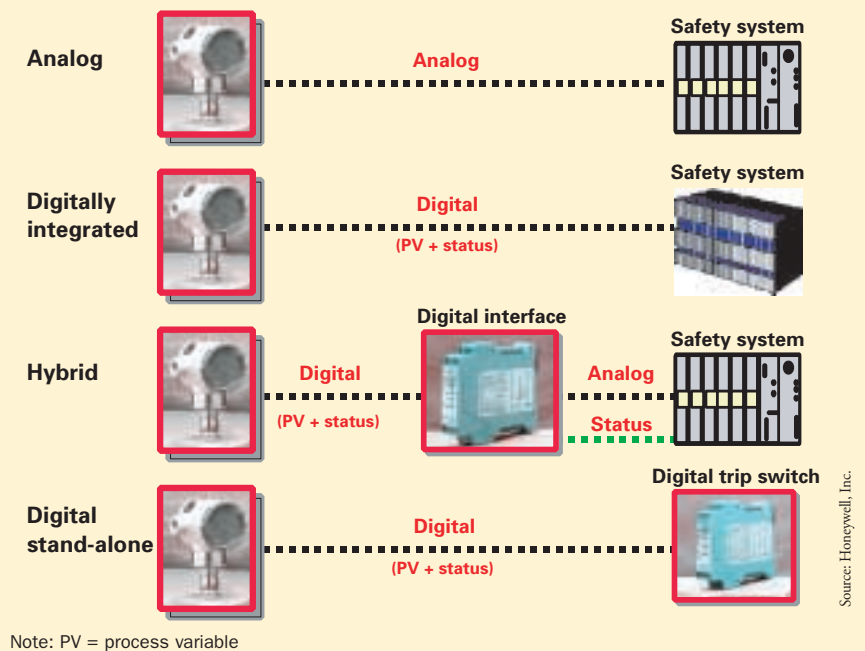 Safety system
Analog
Analog
Safety system
Digitally
integrated
Digital
(PV + status)
Digital interface
Safety system
Hybrid
Digital
(PV + status)
Analog
Status
Digital trip switch
Digital
stand-alone
Digital
(PV + status)
Source: Honeywell, Inc.
Note: PV = process variable